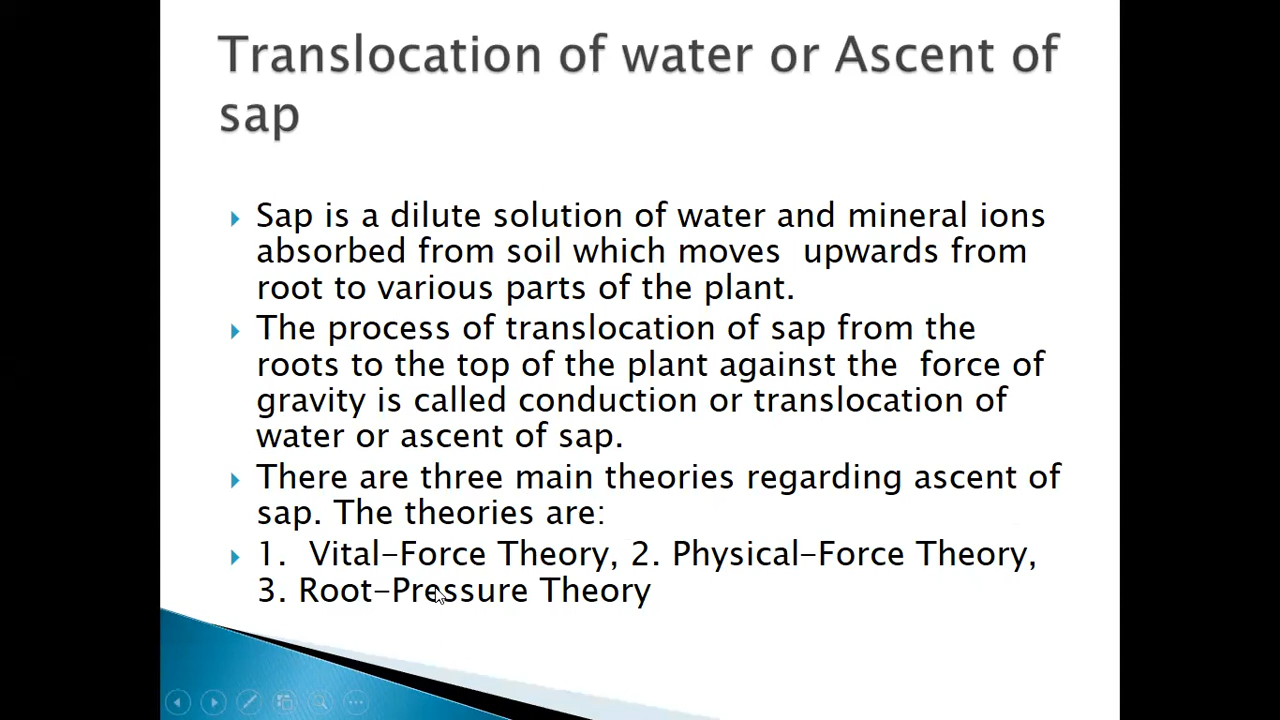 Translocation of water or Ascent of
sap
Sap is a dilute solution of water and mineral ions
absorbed from soil which moves  upwards from
root to various parts of the plant.
The process of translocation of sap from the
roots to the top of the plant against the  force of
gravity is called conduction or translocation of
water or ascent of sap.
There are three main theories regarding ascent of
sap. The theories are:
1.  Vital-Force Theory, 2. Physical-Force Theory,
3. Root-Pressure Theory